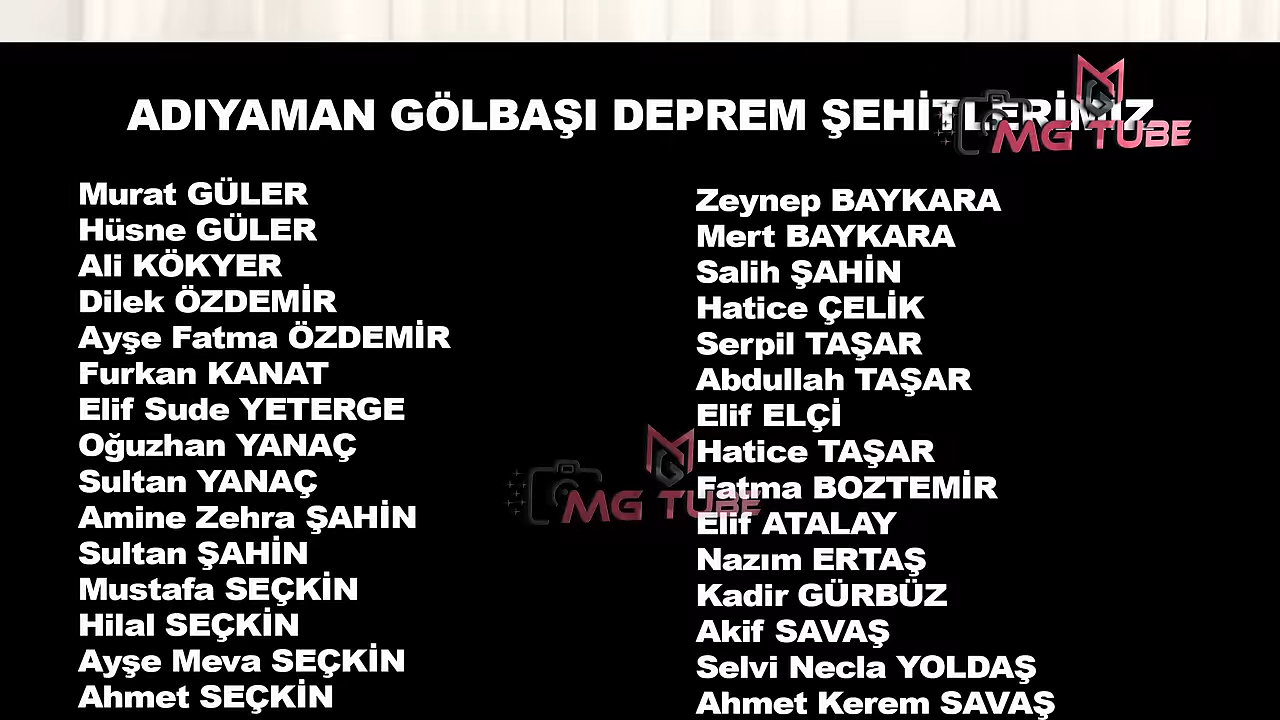 ADIYAMAN GÖLBAŞI DEPREM ŞEHİTLERİMİZ
MG TUBE
Murat GÜLER
Hüsne GÜLER
Ali KÖKYER
Dilek ÖZDEMİR
Ayşe Fatma ÖZDEMİR
Furkan KANAT
Elif Sude YETERGE
Oğuzhan YANAÇ
Sultan YANAÇ
Amine Zehra ŞAHİN
Sultan ŞAHİN
Mustafa SEÇKİN
Hilal SEÇKİN
Ayşe Meva SEÇKİN
Ahmet SEÇKİN
MG TUBE
Zeynep BAYKARA
Mert BAYKARA
Salih ŞAHİN
Hatice ÇELİK
Serpil TAŞAR
Abdullah TAŞAR
Elif ELÇİ
Hatice TAŞAR
Fatma BOZTEMİR
Elif ATALAY
Nazım ERTAŞ
Kadir GÜRBÜZ
Akif SAVAŞ
Selvi Necla YOLDAŞ
Ahmet Kerem SAVAŞ